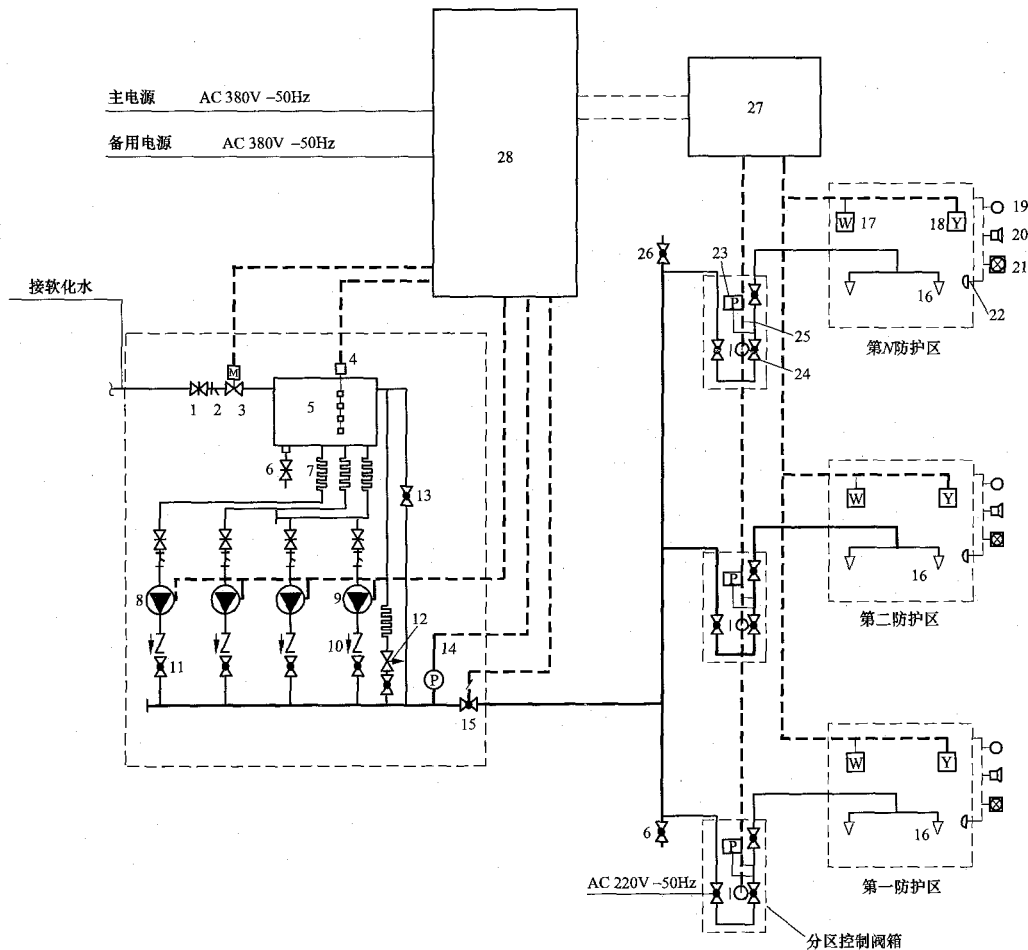 主电源 AC 380V –50Hz
备用电源 AC 380V –50Hz
28
27
接软化水
W 17 18 Y
19
20
21
22
16
第N防护区
26
23
P
25
24
M
4
1 2 3
5
6 7
13
W Y
16
第二防护区
P
8 9
12
10
11
14
P
15
W Y
16
第一防护区
6
P
AC 220V –50Hz
分区控制阀箱